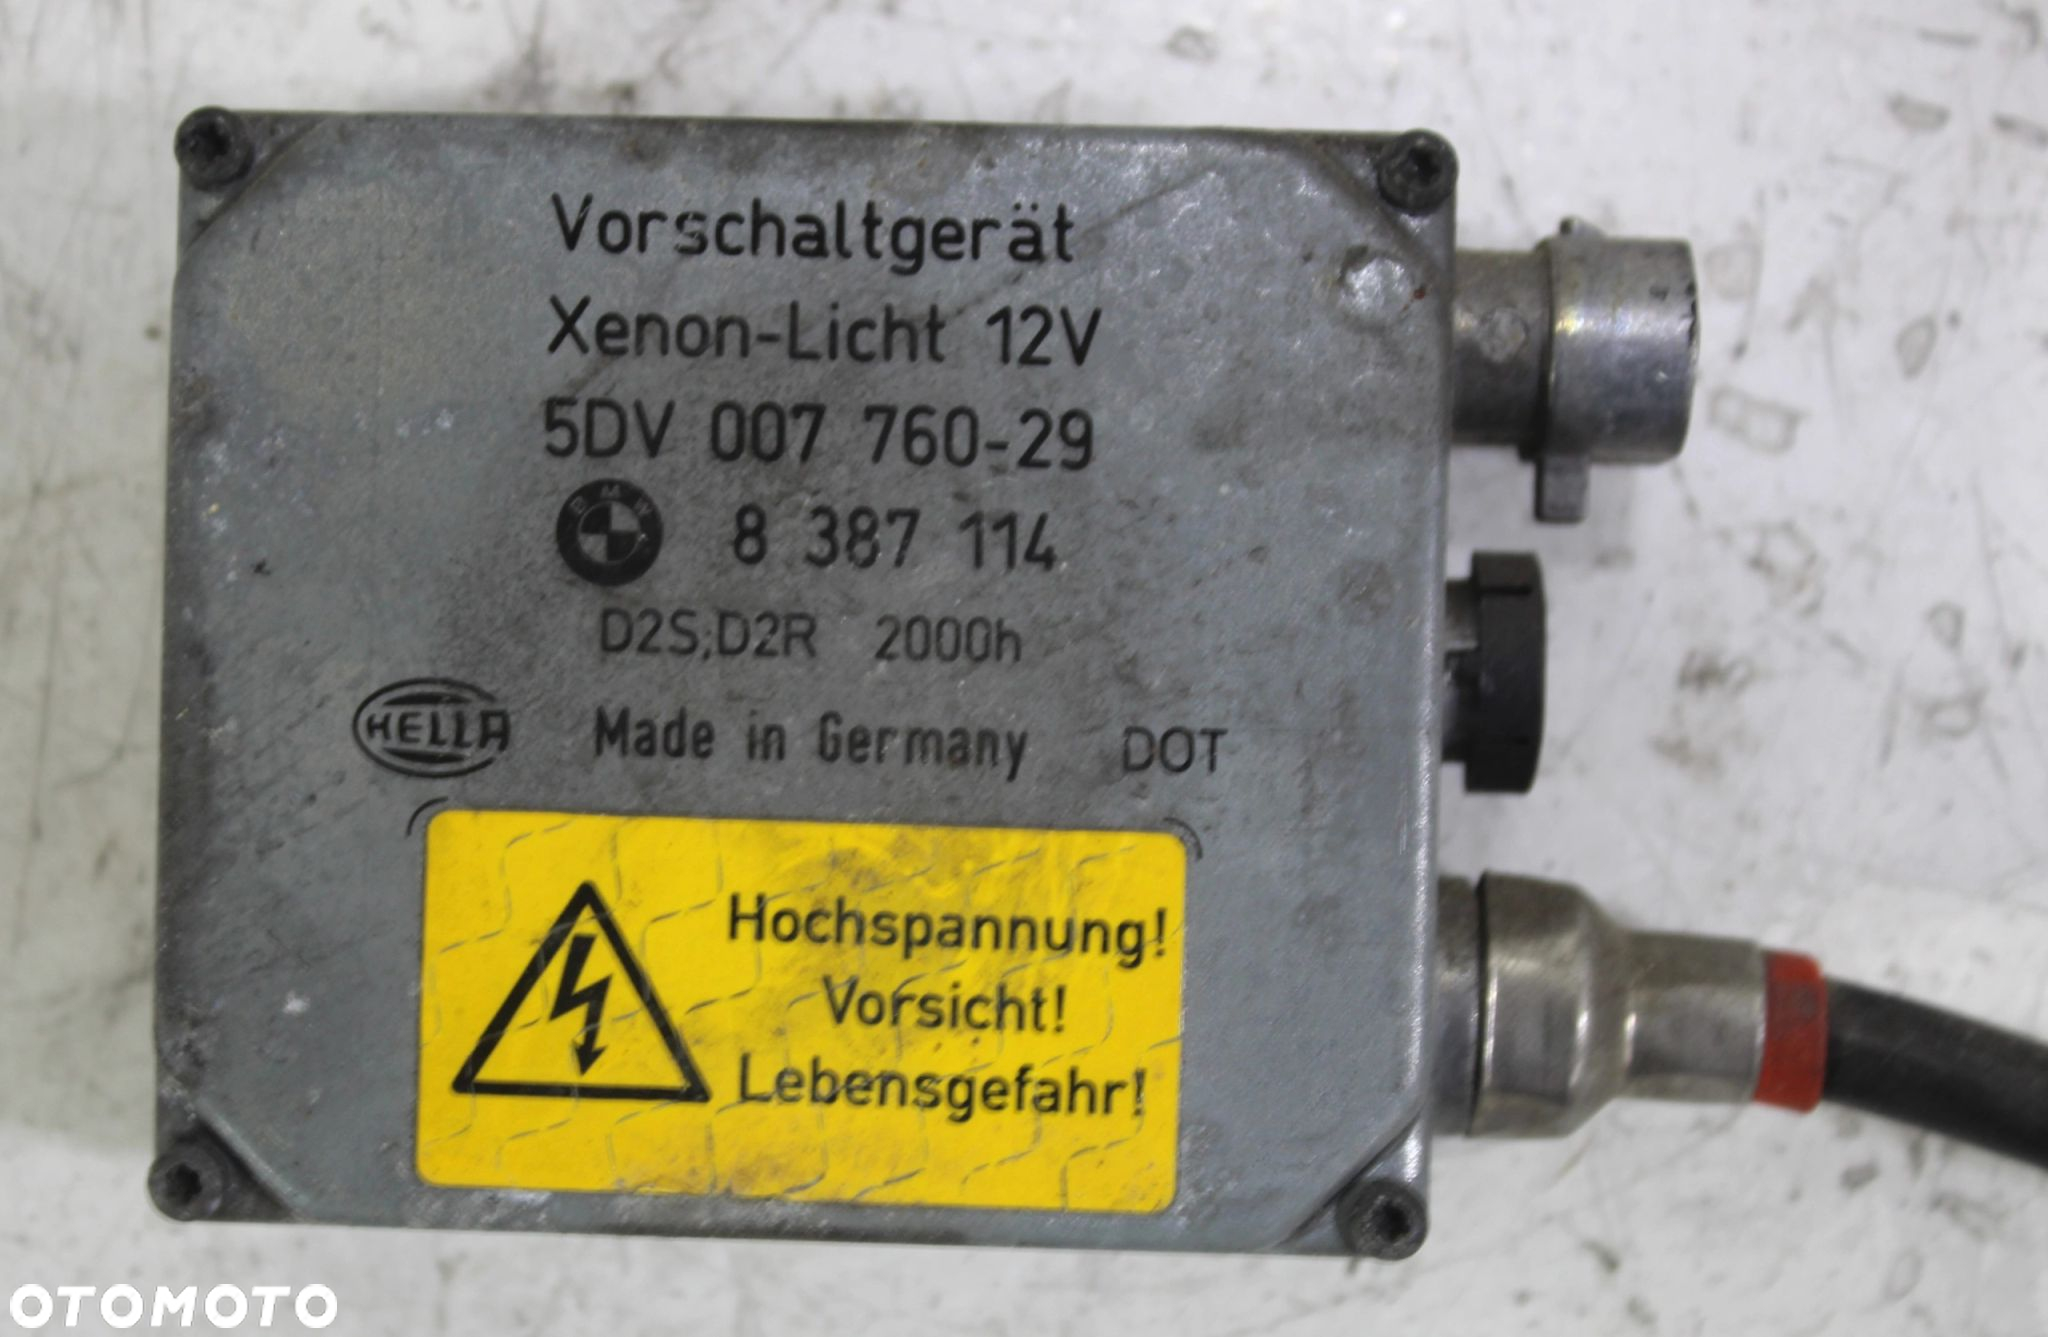 Vorschaltgerät
Xenon-Licht 12V
5DV 007 760-29
BMW 8 387 114
D2S;D2R 2000h
HELLA Made in Germany DOT
Hochspannung!
Vorsicht!
Lebensgefahr!
OTOMOTO